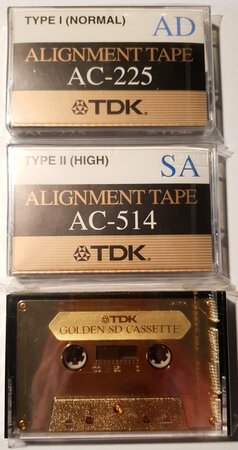 TYPE I (NORMAL) AD
ALIGNMENT TAPE
AC-225
TDK
TYPE II (HIGH) SA
ALIGNMENT TAPE
AC-514
TDK
TDK
GOLDEN SD CASSETTE